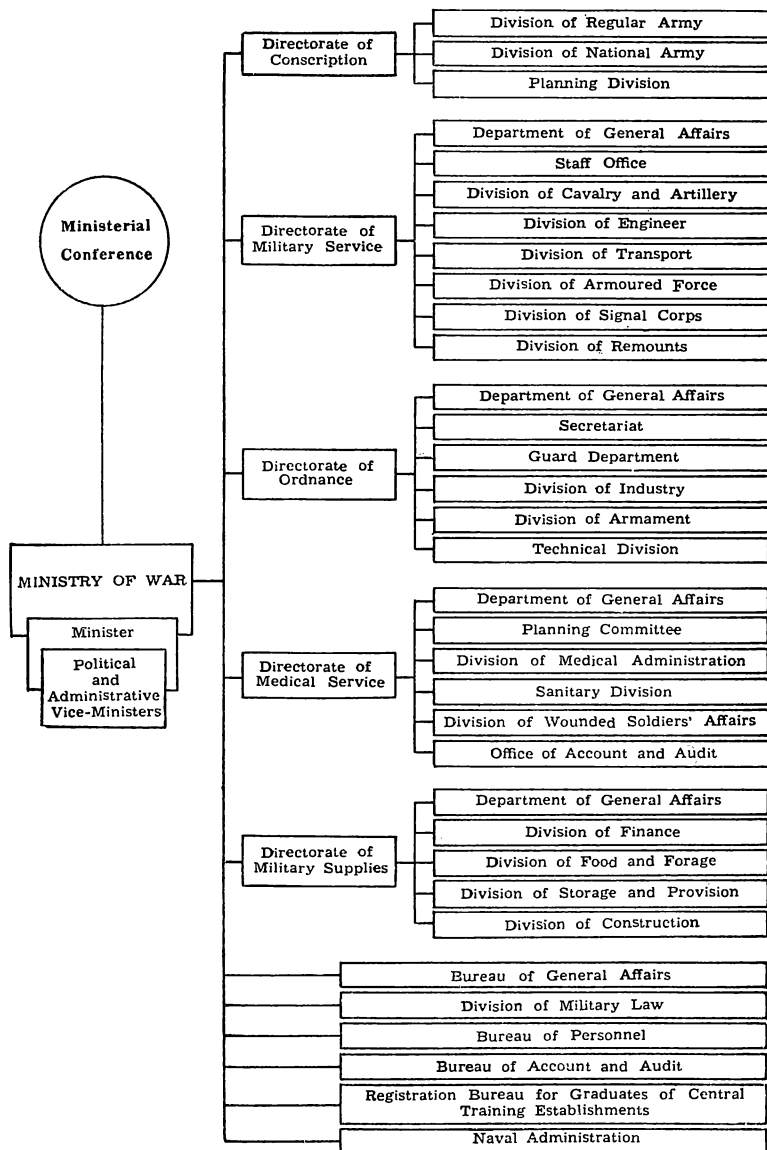 Ministerial
Conference
MINISTRY OF WAR
Minister
Political
and
Administrative
Vice-Ministers
Directorate of
Conscription
Division of Regular Army
Division of National Army
Planning Division
Directorate of
Military Service
Department of General Affairs
Staff Office
Division of Cavalry and Artillery
Division of Engineer
Division of Transport
Division of Armoured Force
Division of Signal Corps
Division of Remounts
Directorate of
Ordnance
Department of General Affairs
Secretariat
Guard Department
Division of Industry
Division of Armament
Technical Division
Directorate of
Medical Service
Department of General Affairs
Planning Committee
Division of Medical Administration
Sanitary Division
Division of Wounded Soldiers' Affairs
Office of Account and Audit
Directorate of
Military Supplies
Department of General Affairs
Division of Finance
Division of Food and Forage
Division of Storage and Provision
Division of Construction
Bureau of General Affairs
Division of Military Law
Bureau of Personnel
Bureau of Account and Audit
Registration Bureau for Graduates of Central
Training Establishments
Naval Administration